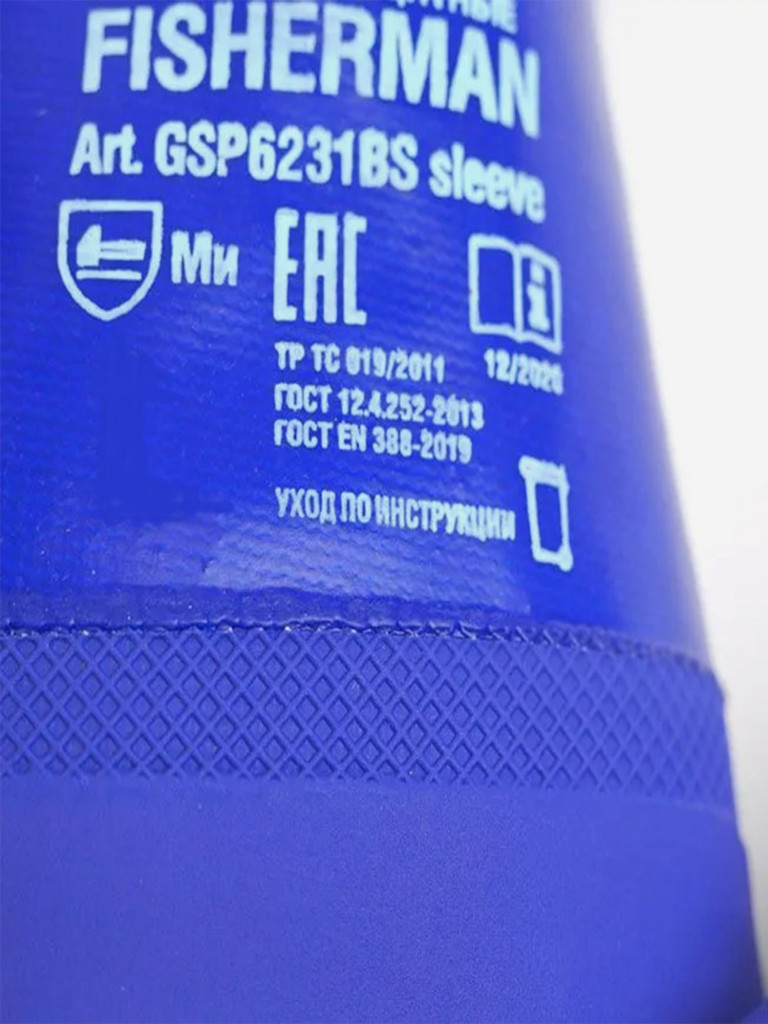 FISHERMAN
Art. GSP6231BS sleeve
Ми
EAC
ТР ТС 019/2011
12/2020
ГОСТ 12.4.252-2013
ГОСТ EN 388-2019
УХОД ПО ИНСТРУКЦИИ